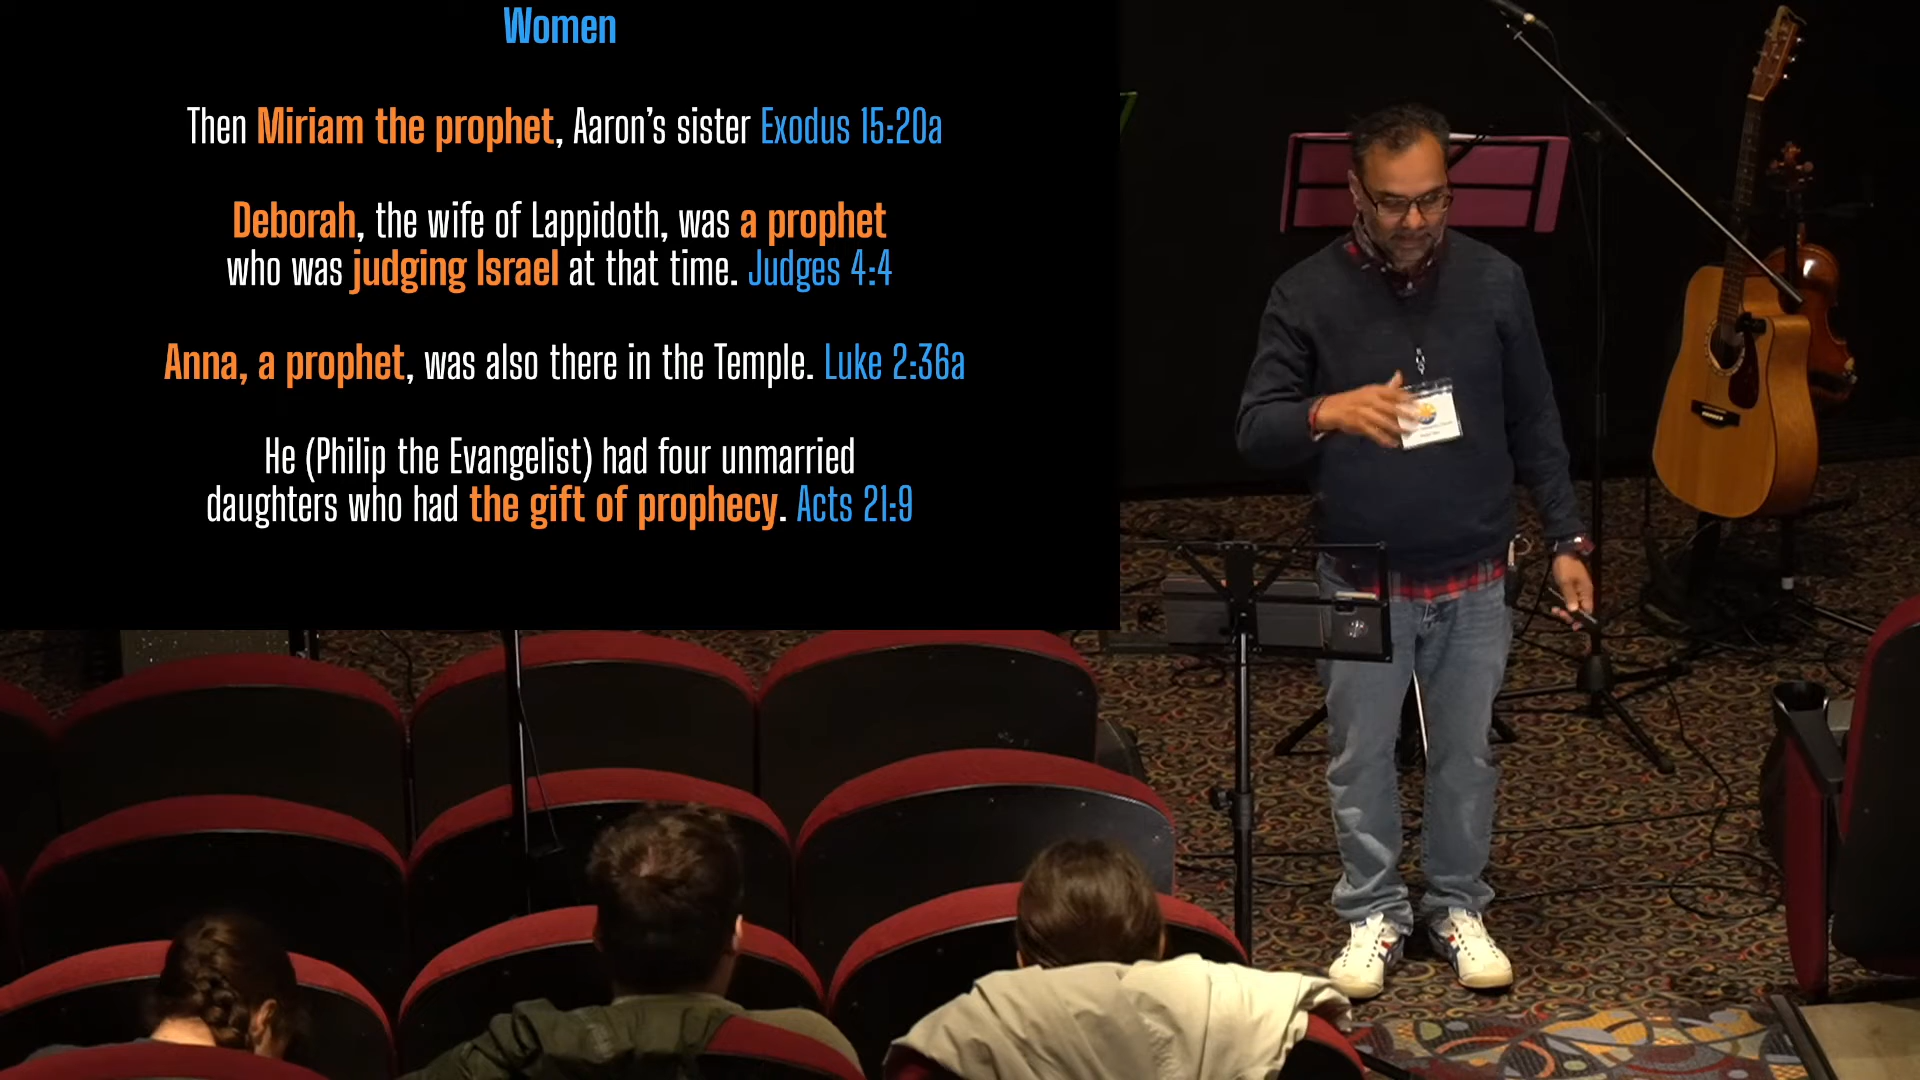 Women
Then Miriam the prophet, Aaron's sister Exodus 15:20a
Deborah, the wife of Lappidoth, was a prophet
who was judging Israel at that time. Judges 4:4
Anna, a prophet, was also there in the Temple. Luke 2:36a
He (Philip the Evangelist) had four unmarried
daughters who had the gift of prophecy. Acts 21:9